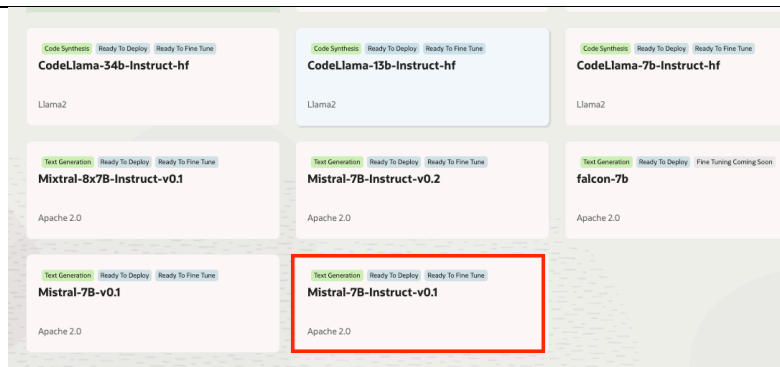 Code Synthesis Ready To Deploy Ready To Fine Tune
CodeLlama-34b-Instruct-hf
Llama2
Code Synthesis Ready To Deploy Ready To Fine Tune
CodeLlama-13b-Instruct-hf
Llama2
Code Synthesis Ready To Deploy Ready To Fine Tune
CodeLlama-7b-Instruct-hf
Llama2
Text Generation Ready To Deploy Ready To Fine Tune
Mixtral-8x7B-Instruct-v0.1
Apache 2.0
Text Generation Ready To Deploy Ready To Fine Tune
Mistral-7B-Instruct-v0.2
Apache 2.0
Text Generation Ready To Deploy Fine Tuning Coming Soon
falcon-7b
Apache 2.0
Text Generation Ready To Deploy Ready To Fine Tune
Mistral-7B-v0.1
Apache 2.0
Text Generation Ready To Deploy Ready To Fine Tune
Mistral-7B-Instruct-v0.1
Apache 2.0